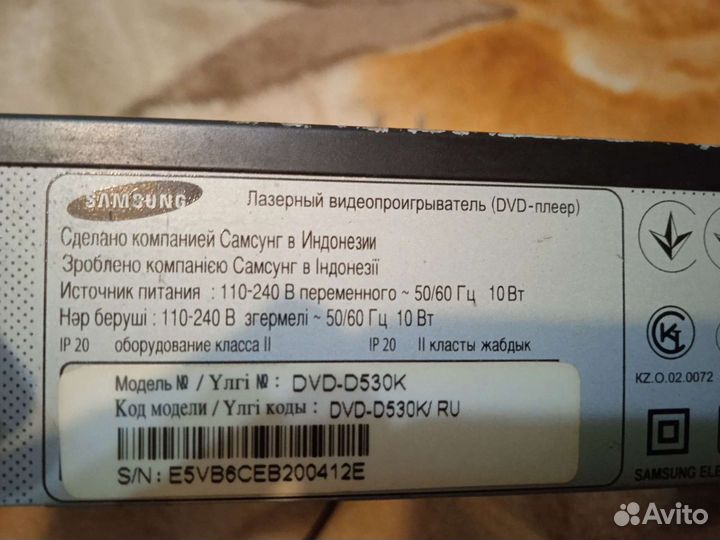 SAMSUNG
Лазерный видеопроигрыватель (DVD-плеер)
Сделано компанией Самсунг в Индонезии
Зроблено компанією Самсунг в Індонезії
Источник питания : 110-240 В переменного ~ 50/60 Гц 10 Вт
Нәр беруші : 110-240 В згермелі ~ 50/60 Гц 10 Вт
IP 20 оборудование класса II IP 20 II класты жабдык
KZ.O.02.0072
Модель № / Үлгі № : DVD-D530K
Код модели / Үлгі коды : DVD-D530K/ RU
S/N: E5VB6CEB200412E
SAMSUNG
Avito